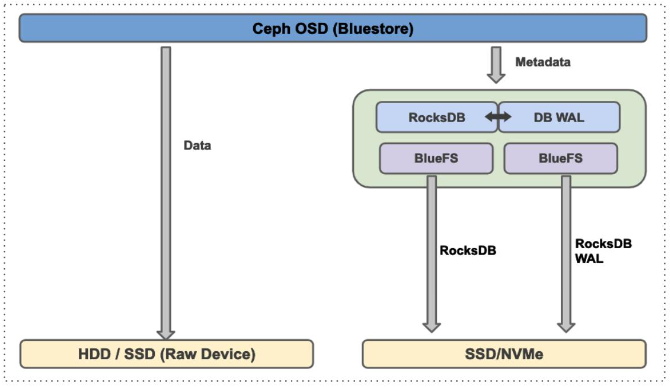 Ceph OSD (Bluestore)
Metadata
Data
RocksDB
DB WAL
BlueFS
BlueFS
RocksDB
RocksDB
WAL
HDD / SSD (Raw Device)
SSD/NVMe